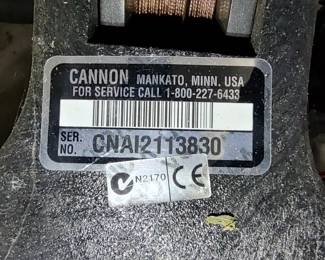 CANNON MANKATO, MINN. USA
FOR SERVICE CALL 1-800-227-6433
SER. NO. CNAI2113830
N2170 CE